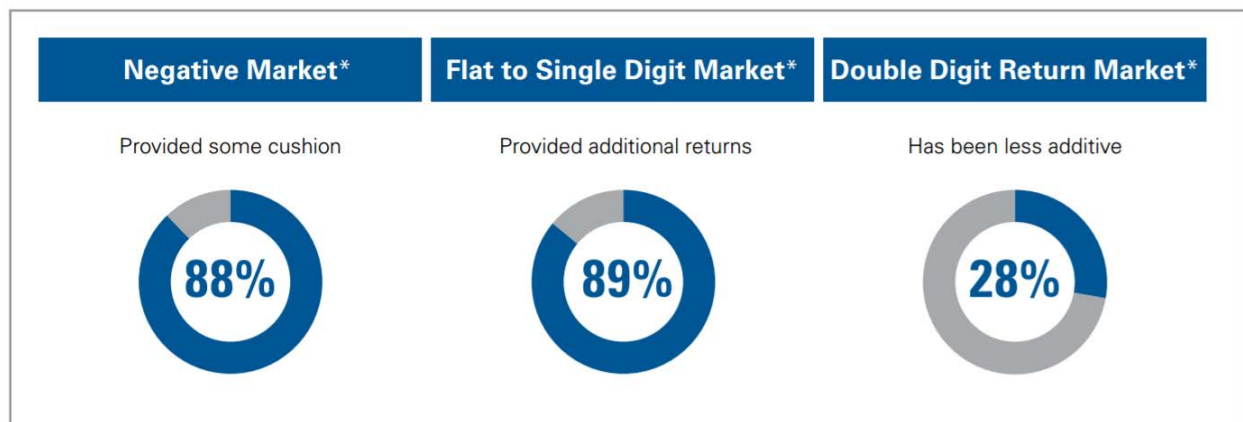 Negative Market*
Flat to Single Digit Market*
Double Digit Return Market*
Provided some cushion
Provided additional returns
Has been less additive
88%
89%
28%